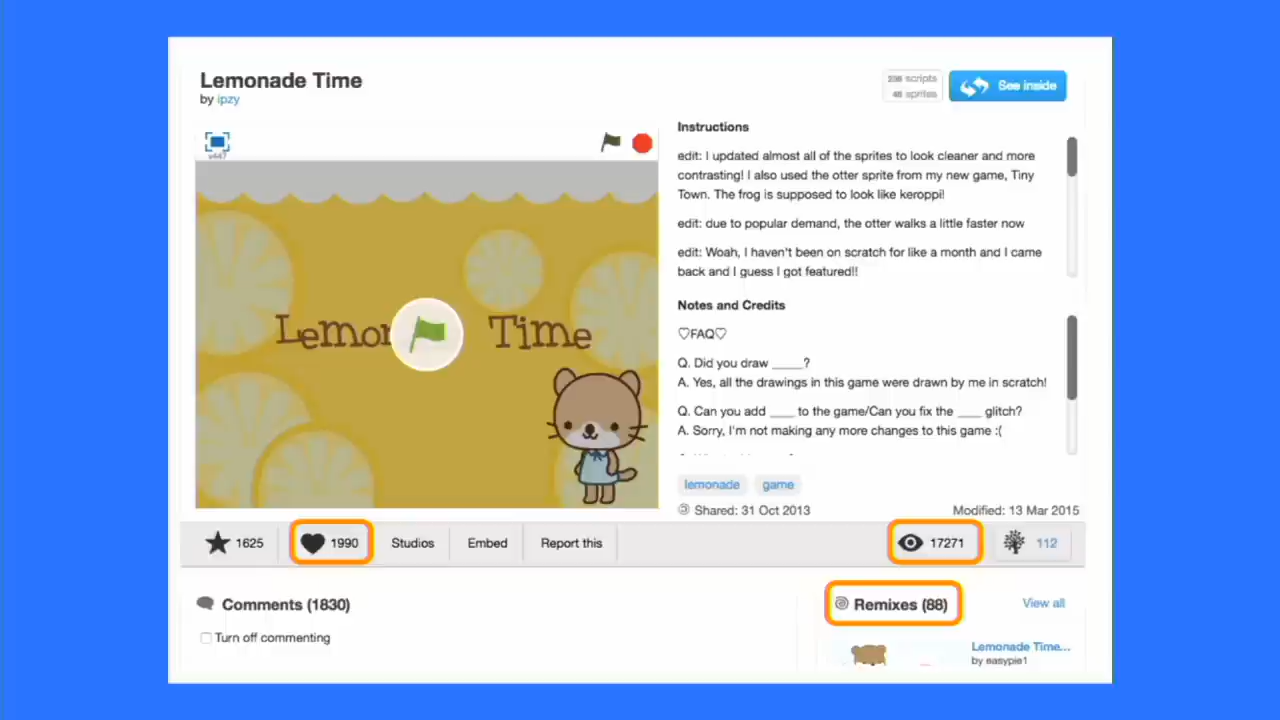 Lemonade Time
by ipzy
scripts
sprites
See inside
v447
Lemon Time
Instructions
edit: I updated almost all of the sprites to look cleaner and more
contrasting! I also used the otter sprite from my new game, Tiny
Town. The frog is supposed to look like keroppi!
edit: due to popular demand, the otter walks a little faster now
edit: Woah, I haven't been on scratch for like a month and I came
back and I guess I got featured!!
Notes and Credits
♡FAQ♡
Q. Did you draw _____?
A. Yes, all the drawings in this game were drawn by me in scratch!
Q. Can you add ____ to the game/Can you fix the ____ glitch?
A. Sorry, I'm not making any more changes to this game :(
lemonade game
Shared: 31 Oct 2013 Modified: 13 Mar 2015
1625 1990 Studios Embed Report this 17271 112
Comments (1830)
Turn off commenting
Remixes (88) View all
Lemonade Time...
by easypie1